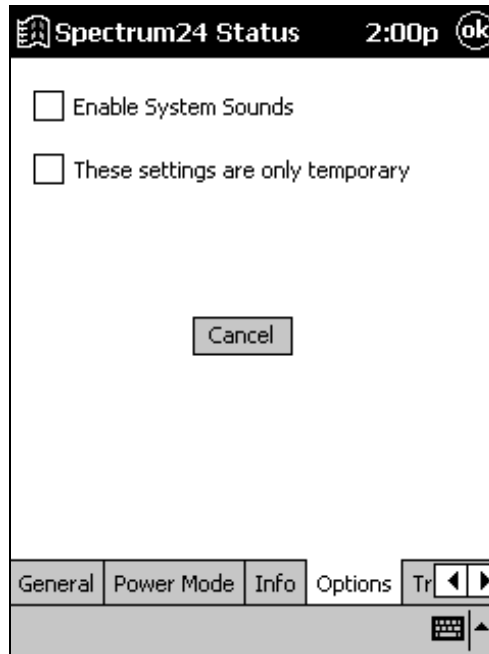 Spectrum24 Status 2:00p ok
Enable System Sounds
These settings are only temporary
Cancel
General Power Mode Info Options Tr